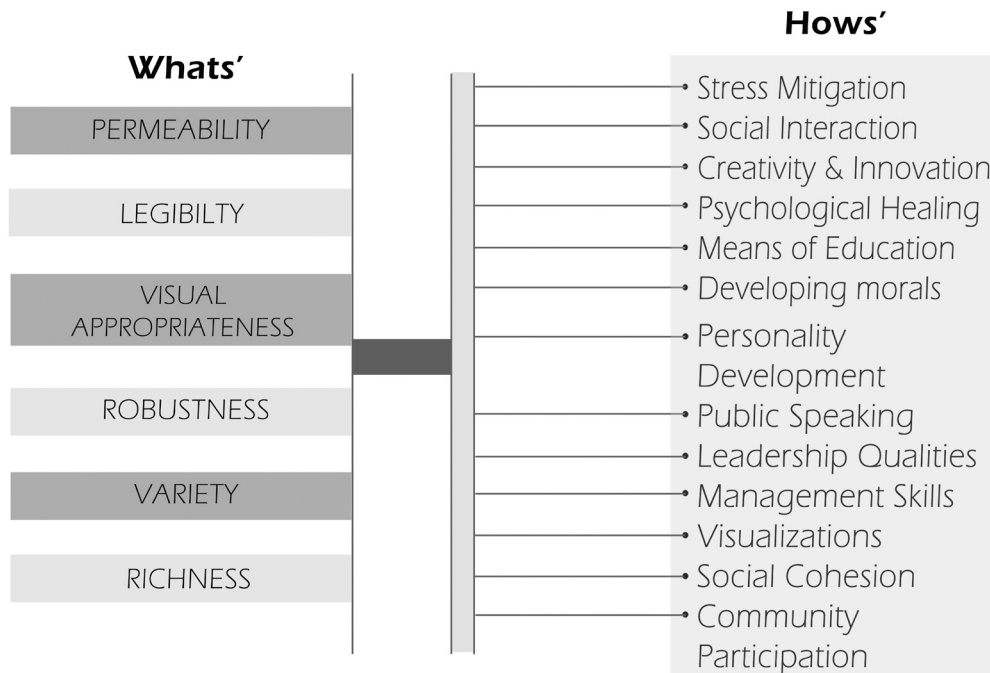 Whats'
PERMEABILITY
LEGIBILTY
VISUAL
APPROPRIATENESS
ROBUSTNESS
VARIETY
RICHNESS
Hows'
Stress Mitigation
Social Interaction
Creativity & Innovation
Psychological Healing
Means of Education
Developing morals
Personality
Development
Public Speaking
Leadership Qualities
Management Skills
Visualizations
Social Cohesion
Community
Participation